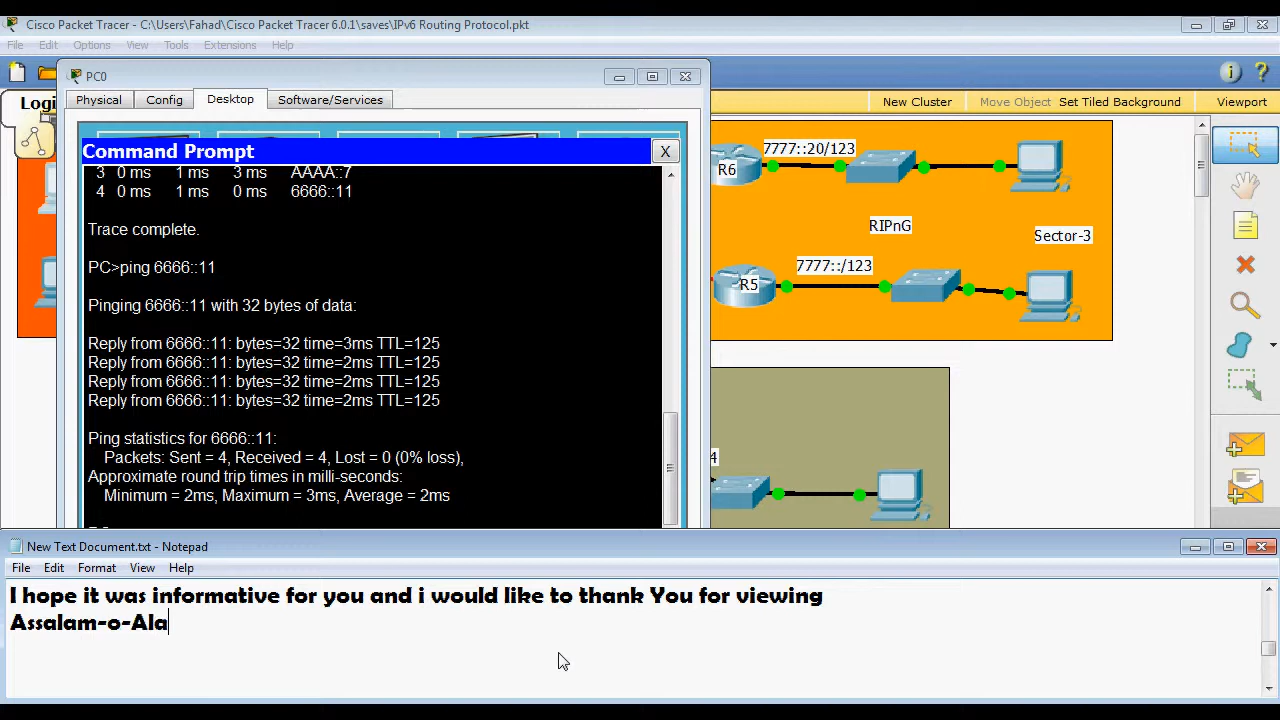 Cisco Packet Tracer - C:\Users\Fahad\Cisco Packet Tracer 6.0.1\saves\IPv6 Routing Protocol.pkt
File Edit Options View Tools Extensions Help
PC0
Physical Config Desktop Software/Services
New Cluster Move Object Set Tiled Background Viewport
Command Prompt X
3 0 ms 1 ms 3 ms AAAA::7
4 0 ms 1 ms 0 ms 6666::11
Trace complete.
PC>ping 6666::11
Pinging 6666::11 with 32 bytes of data:
Reply from 6666::11: bytes=32 time=3ms TTL=125
Reply from 6666::11: bytes=32 time=2ms TTL=125
Reply from 6666::11: bytes=32 time=2ms TTL=125
Reply from 6666::11: bytes=32 time=2ms TTL=125
Ping statistics for 6666::11:
Packets: Sent = 4, Received = 4, Lost = 0 (0% loss),
Approximate round trip times in milli-seconds:
Minimum = 2ms, Maximum = 3ms, Average = 2ms
R6
7777::20/123
RIPnG
Sector-3
7777::/123
R5
4
New Text Document.txt - Notepad
File Edit Format View Help
I hope it was informative for you and i would like to thank You for viewing
Assalam-o-Ala